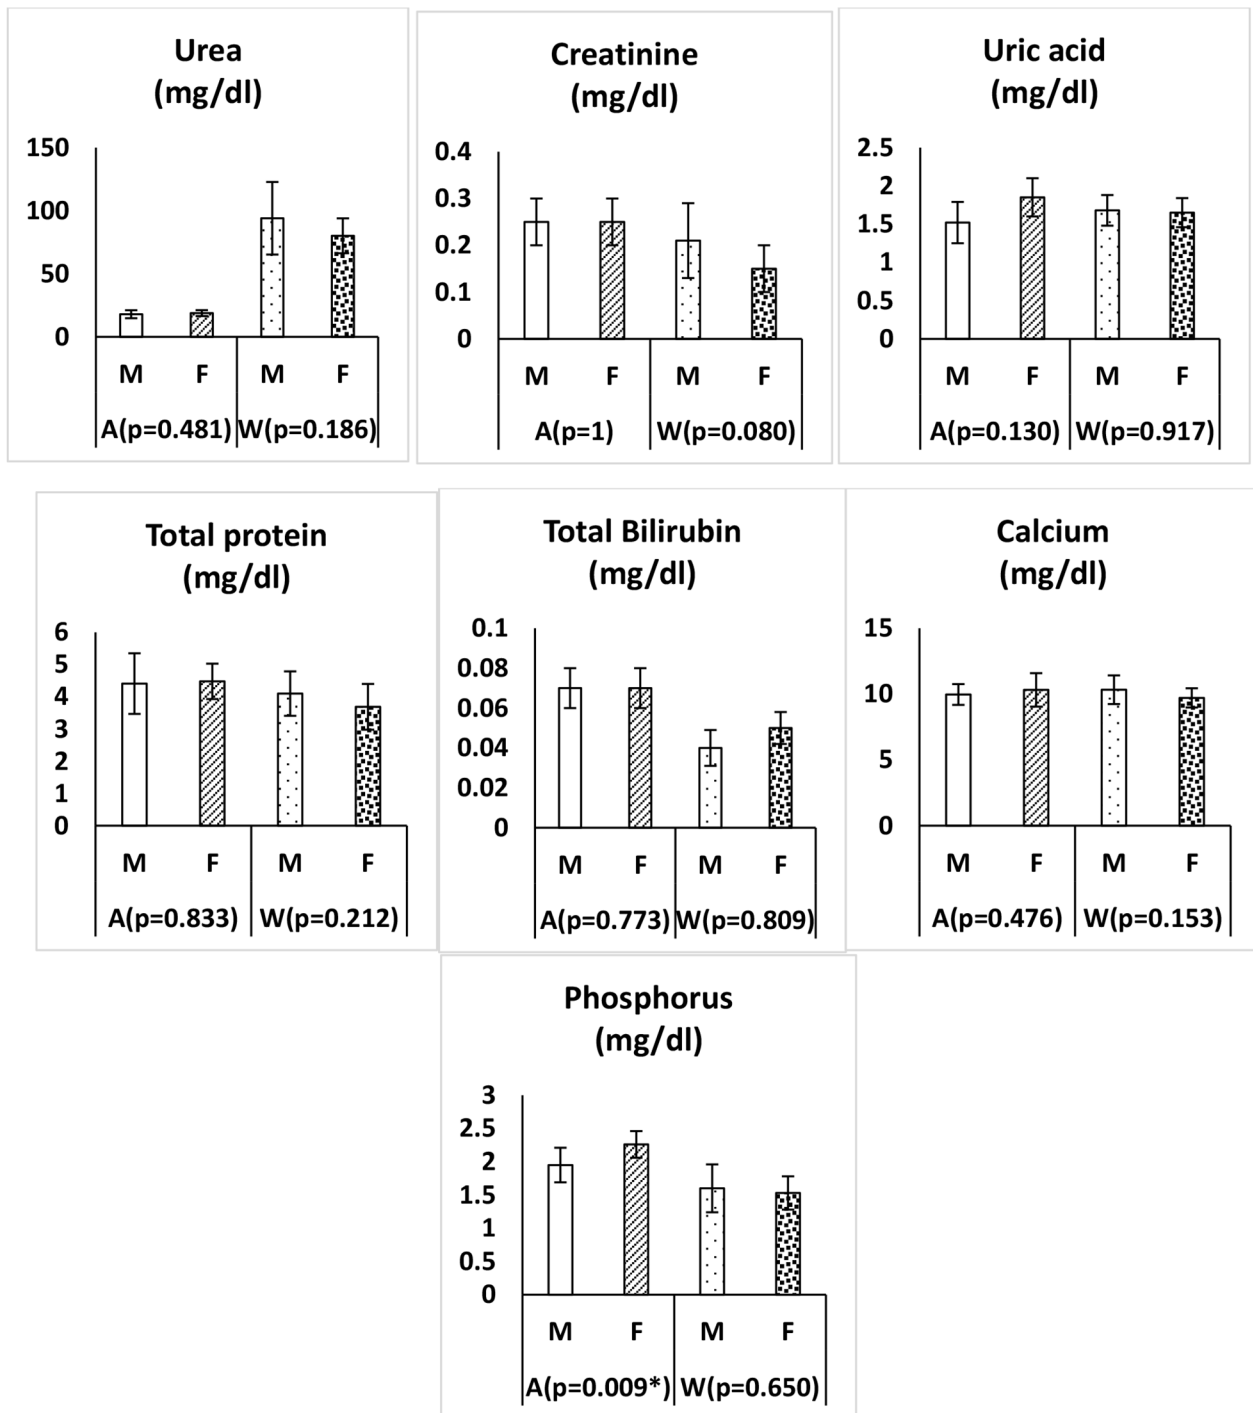 Urea
(mg/dl)
150
100
50
0
M F M F
A(p=0.481) W(p=0.186)
Creatinine
(mg/dl)
0.4
0.3
0.2
0.1
0
M F M F
A(p=1) W(p=0.080)
Uric acid
(mg/dl)
2.5
2
1.5
1
0.5
0
M F M F
A(p=0.130) W(p=0.917)
Total protein
(mg/dl)
6
5
4
3
2
1
0
M F M F
A(p=0.833) W(p=0.212)
Total Bilirubin
(mg/dl)
0.1
0.08
0.06
0.04
0.02
0
M F M F
A(p=0.773) W(p=0.809)
Calcium
(mg/dl)
15
10
5
0
M F M F
A(p=0.476) W(p=0.153)
Phosphorus
(mg/dl)
3
2.5
2
1.5
1
0.5
0
M F M F
A(p=0.009*) W(p=0.650)